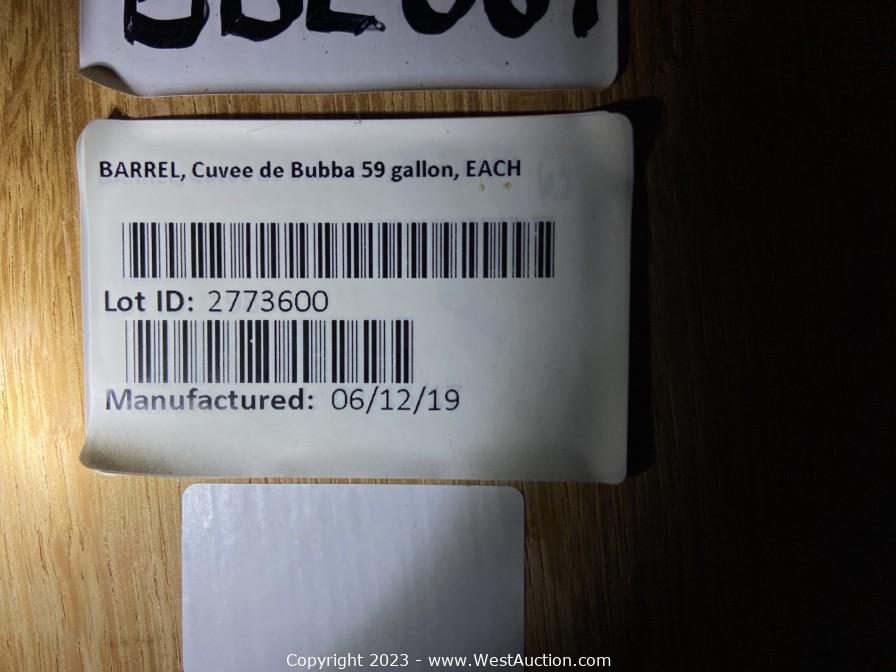 BARREL, Cuvee de Bubba 59 gallon, EACH
Lot ID: 2773600
Manufactured: 06/12/19
Copyright 2023 - www.WestAuction.com